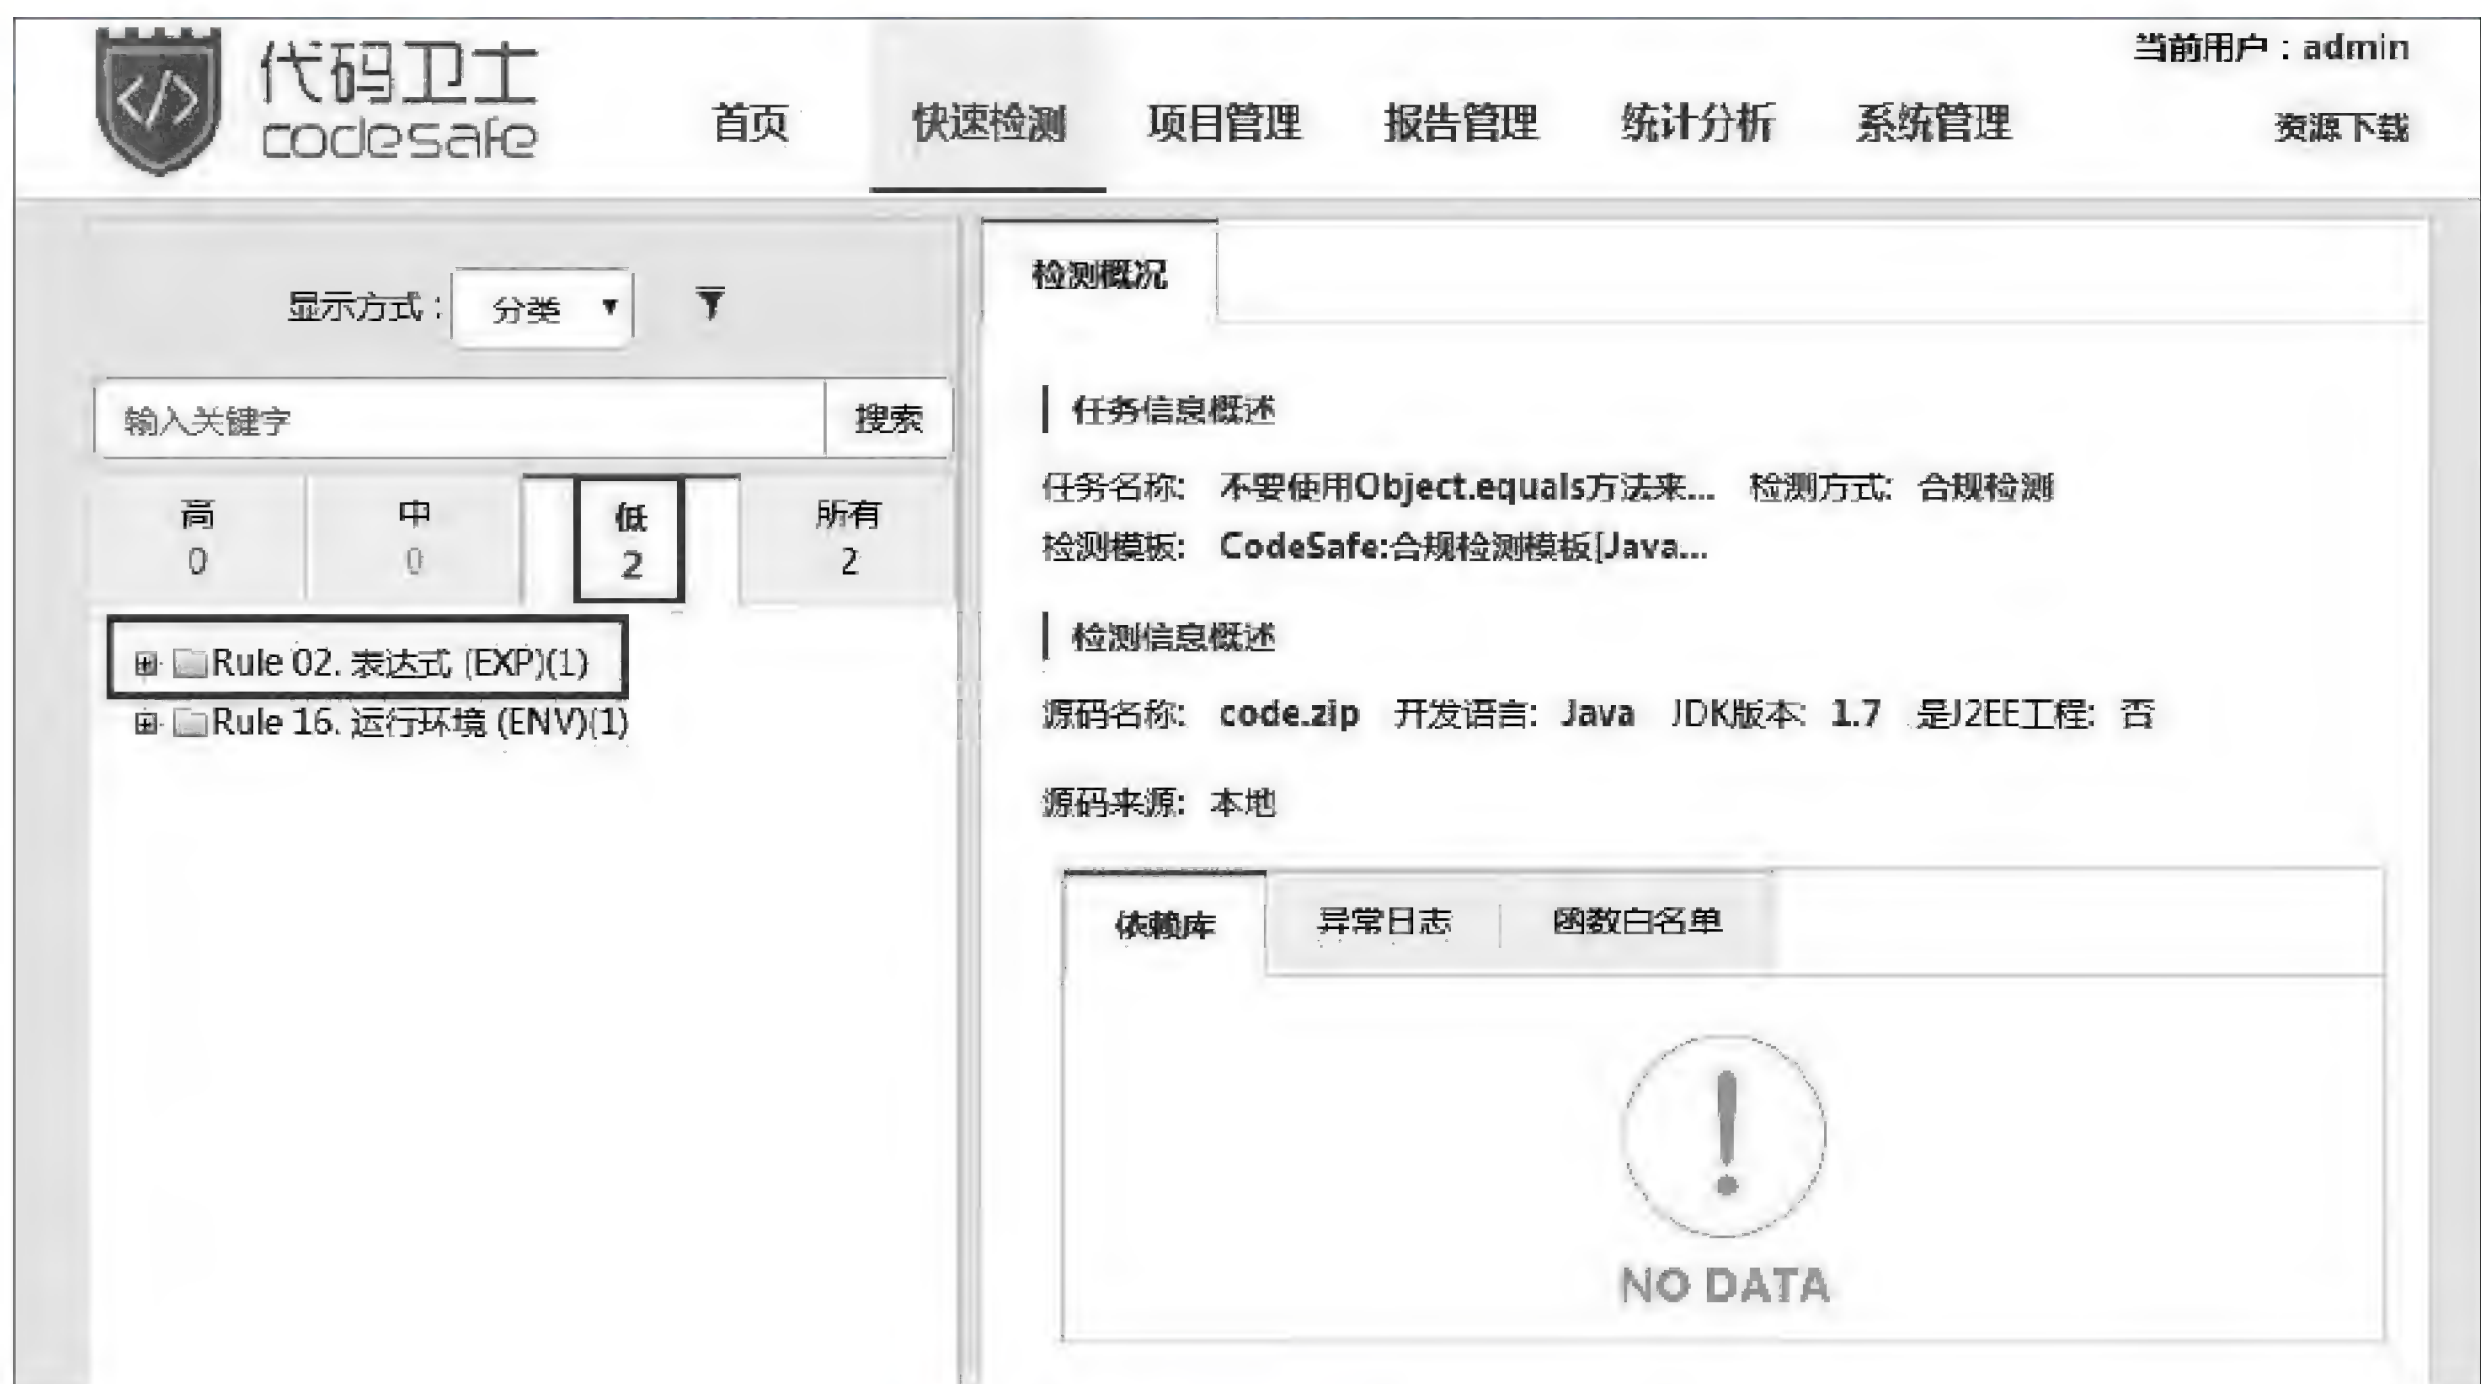 代码卫士
codesafe
当前用户：admin
首页 快速检测 项目管理 报告管理 统计分析 系统管理 资源下载
显示方式： 分类
输入关键字 搜索
高 中 低 所有
0 0 2 2
Rule 02. 表达式 (EXP)(1)
Rule 16. 运行环境 (ENV)(1)
检测概况
任务信息概述
任务名称: 不要使用Object.equals方法来... 检测方式: 合规检测
检测模板: CodeSafe:合规检测模板[Java...
检测信息概述
源码名称: code.zip 开发语言: Java JDK版本: 1.7 是J2EE工程: 否
源码来源: 本地
依赖库 异常日志 函数白名单
NO DATA